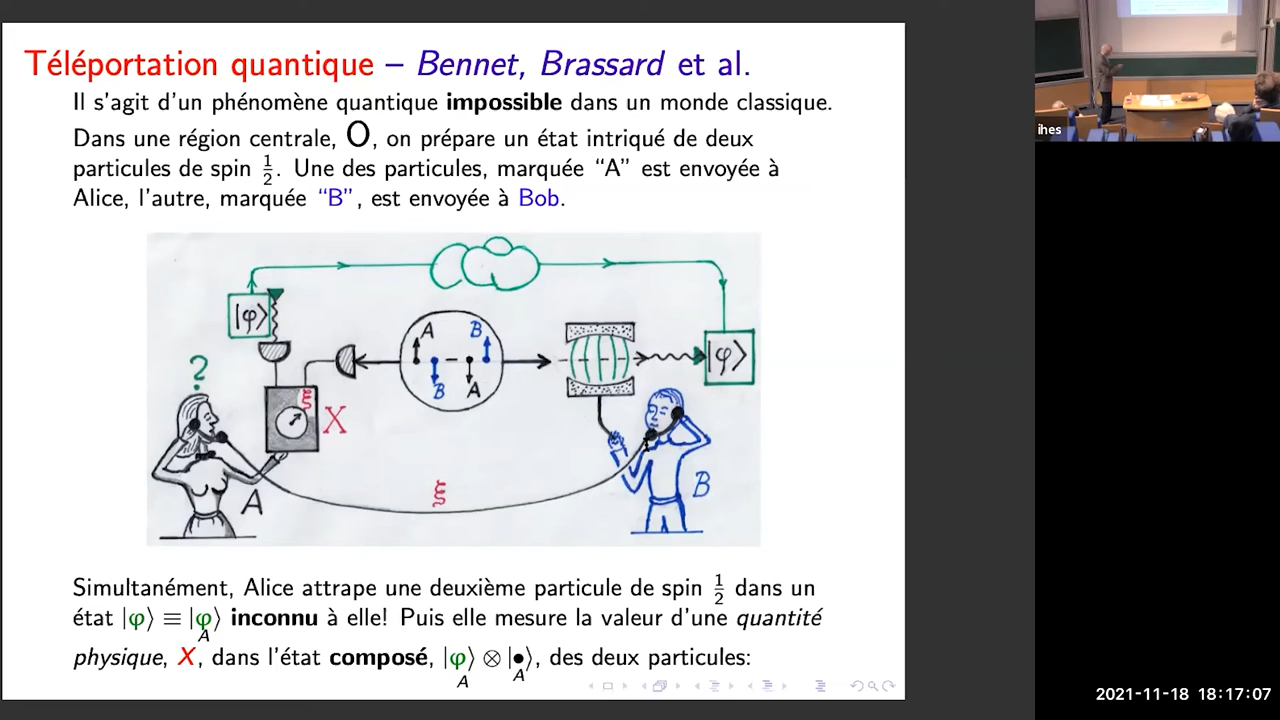 Téléportation quantique – Bennet, Brassard et al.
Il s'agit d'un phénomène quantique impossible dans un monde classique.
Dans une région centrale, O, on prépare un état intriqué de deux
particules de spin 1/2. Une des particules, marquée “A” est envoyée à
Alice, l'autre, marquée “B”, est envoyée à Bob.
|φ⟩
A B
B A
|φ⟩
?
ξ
X
A
ξ
B
Simultanément, Alice attrape une deuxième particule de spin 1/2 dans un
état |φ⟩ ≡ |φ⟩ inconnu à elle! Puis elle mesure la valeur d'une quantité
A
physique, X, dans l'état composé, |φ⟩ ⊗ |•⟩, des deux particules:
A A
ihes
2021-11-18 18:17:07